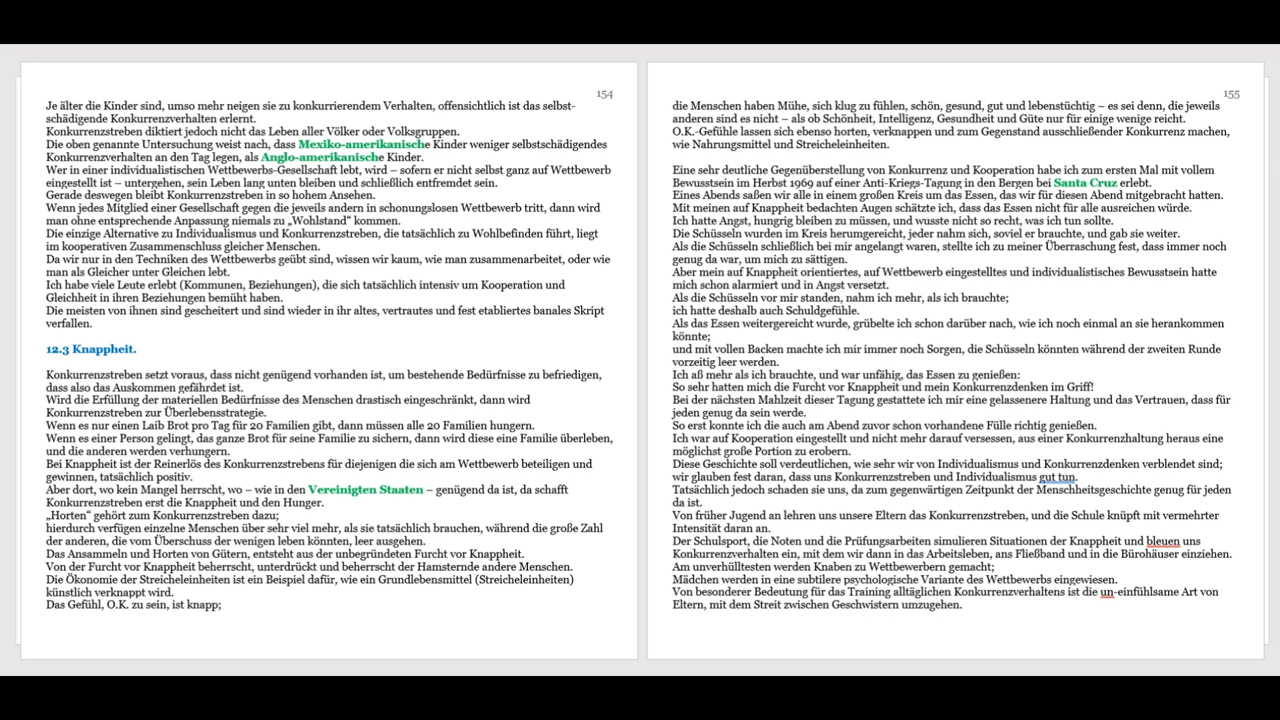 154
Je älter die Kinder sind, umso mehr neigen sie zu konkurrierendem Verhalten, offensichtlich ist das selbst-
schädigende Konkurrenzverhalten erlernt.
Konkurrenzstreben diktiert jedoch nicht das Leben aller Völker oder Volksgruppen.
Die oben genannte Untersuchung weist nach, dass Mexiko-amerikanische Kinder weniger selbstschädigendes
Konkurrenzverhalten an den Tag legen, als Anglo-amerikanische Kinder.
Wer in einer individualistischen Wettbewerbs-Gesellschaft lebt, wird – sofern er nicht selbst ganz auf Wettbewerb
eingestellt ist – untergehen, sein Leben lang unten bleiben und schließlich entfremdet sein.
Gerade deswegen bleibt Konkurrenzstreben in so hohem Ansehen.
Wenn jedes Mitglied einer Gesellschaft gegen die jeweils andern in schonungslosen Wettbewerb tritt, dann wird
man ohne entsprechende Anpassung niemals zu „Wohlstand“ kommen.
Die einzige Alternative zu Individualismus und Konkurrenzstreben, die tatsächlich zu Wohlbefinden führt, liegt
im kooperativen Zusammenschluss gleicher Menschen.
Da wir nur in den Techniken des Wettbewerbs geübt sind, wissen wir kaum, wie man zusammenarbeitet, oder wie
man als Gleicher unter Gleichen lebt.
Ich habe viele Leute erlebt (Kommunen, Beziehungen), die sich tatsächlich intensiv um Kooperation und
Gleichheit in ihren Beziehungen bemüht haben.
Die meisten von ihnen sind gescheitert und sind wieder in ihr altes, vertrautes und fest etabliertes banales Skript
verfallen.
12.3 Knappheit.
Konkurrenzstreben setzt voraus, dass nicht genügend vorhanden ist, um bestehende Bedürfnisse zu befriedigen,
dass also das Auskommen gefährdet ist.
Wird die Erfüllung der materiellen Bedürfnisse des Menschen drastisch eingeschränkt, dann wird
Konkurrenzstreben zur Überlebensstrategie.
Wenn es nur einen Laib Brot pro Tag für 20 Familien gibt, dann müssen alle 20 Familien hungern.
Wenn es einer Person gelingt, das ganze Brot für seine Familie zu sichern, dann wird diese eine Familie überleben,
und die anderen werden verhungern.
Bei Knappheit ist der Reinerlös des Konkurrenzstrebens für diejenigen die sich am Wettbewerb beteiligen und
gewinnen, tatsächlich positiv.
Aber dort, wo kein Mangel herrscht, wo – wie in den Vereinigten Staaten – genügend da ist, da schafft
Konkurrenzstreben erst die Knappheit und den Hunger.
„Horten“ gehört zum Konkurrenzstreben dazu;
hierdurch verfügen einzelne Menschen über sehr viel mehr, als sie tatsächlich brauchen, während die große Zahl
der anderen, die vom Überschuss der wenigen leben könnten, leer ausgehen.
Das Ansammeln und Horten von Gütern, entsteht aus der unbegründeten Furcht vor Knappheit.
Von der Furcht vor Knappheit beherrscht, unterdrückt und beherrscht der Hamsternde andere Menschen.
Die Ökonomie der Streicheleinheiten ist ein Beispiel dafür, wie ein Grundlebensmittel (Streicheleinheiten)
künstlich verknappt wird.
Das Gefühl, O.K. zu sein, ist knapp;
155
die Menschen haben Mühe, sich klug zu fühlen, schön, gesund, gut und lebenstüchtig – es sei denn, die jeweils
anderen sind es nicht – als ob Schönheit, Intelligenz, Gesundheit und Güte nur für einige wenige reicht.
O.K.-Gefühle lassen sich ebenso horten, verknappen und zum Gegenstand ausschließender Konkurrenz machen,
wie Nahrungsmittel und Streicheleinheiten.
Eine sehr deutliche Gegenüberstellung von Konkurrenz und Kooperation habe ich zum ersten Mal mit vollem
Bewusstsein im Herbst 1969 auf einer Anti-Kriegs-Tagung in den Bergen bei Santa Cruz erlebt.
Eines Abends saßen wir alle in einem großen Kreis um das Essen, das wir für diesen Abend mitgebracht hatten.
Mit meinen auf Knappheit bedachten Augen schätzte ich, dass das Essen nicht für alle ausreichen würde.
Ich hatte Angst, hungrig bleiben zu müssen, und wusste nicht so recht, was ich tun sollte.
Die Schüsseln wurden im Kreis herumgereicht, jeder nahm sich, soviel er brauchte, und gab sie weiter.
Als die Schüsseln schließlich bei mir angelangt waren, stellte ich zu meiner Überraschung fest, dass immer noch
genug da war, um mich zu sättigen.
Aber mein auf Knappheit orientiertes, auf Wettbewerb eingestelltes und individualistisches Bewusstsein hatte
mich schon alarmiert und in Angst versetzt.
Als die Schüsseln vor mir standen, nahm ich mehr, als ich brauchte;
ich hatte deshalb auch Schuldgefühle.
Als das Essen weitergereicht wurde, grübelte ich schon darüber nach, wie ich noch einmal an sie herankommen
könnte;
und mit vollen Backen machte ich mir immer noch Sorgen, die Schüsseln könnten während der zweiten Runde
vorzeitig leer werden.
Ich aß mehr als ich brauchte, und war unfähig, das Essen zu genießen:
So sehr hatten mich die Furcht vor Knappheit und mein Konkurrenzdenken im Griff!
Bei der nächsten Mahlzeit dieser Tagung gestattete ich mir eine gelassenere Haltung und das Vertrauen, dass für
jeden genug da sein werde.
So erst konnte ich die auch am Abend zuvor schon vorhandene Fülle richtig genießen.
Ich war auf Kooperation eingestellt und nicht mehr darauf versessen, aus einer Konkurrenzhaltung heraus eine
möglichst große Portion zu erobern.
Diese Geschichte soll verdeutlichen, wie sehr wir von Individualismus und Konkurrenzdenken verblendet sind;
wir glauben fest daran, dass uns Konkurrenzstreben und Individualismus gut tun.
Tatsächlich jedoch schaden sie uns, da zum gegenwärtigen Zeitpunkt der Menschheitsgeschichte genug für jeden
da ist.
Von früher Jugend an lehren uns unsere Eltern das Konkurrenzstreben, und die Schule knüpft mit vermehrter
Intensität daran an.
Der Schulsport, die Noten und die Prüfungsarbeiten simulieren Situationen der Knappheit und bleuen uns
Konkurrenzverhalten ein, mit dem wir dann in das Arbeitsleben, ans Fließband und in die Bürohäuser einziehen.
Am unverhülltesten werden Knaben zu Wettbewerbern gemacht;
Mädchen werden in eine subtilere psychologische Variante des Wettbewerbs eingewiesen.
Von besonderer Bedeutung für das Training alltäglichen Konkurrenzverhaltens ist die un-einfühlsame Art von
Eltern, mit dem Streit zwischen Geschwistern umzugehen.